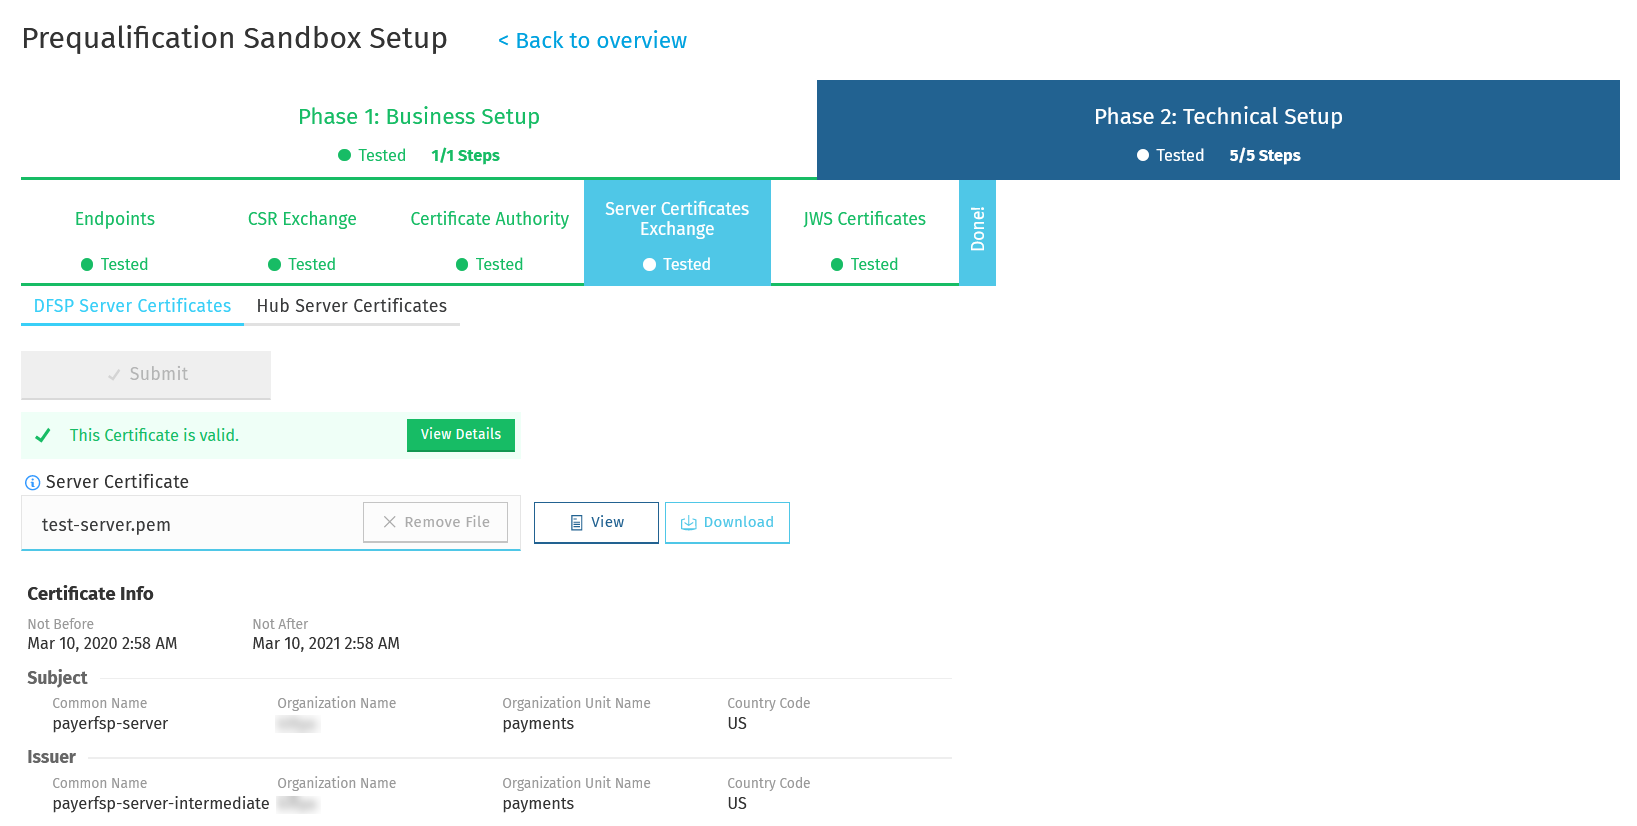 Prequalification Sandbox Setup < Back to overview
Phase 1: Business Setup
Tested 1/1 Steps
Phase 2: Technical Setup
Tested 5/5 Steps
Endpoints
Tested
CSR Exchange
Tested
Certificate Authority
Tested
Server Certificates
Exchange
Tested
JWS Certificates
Tested
Done!
DFSP Server Certificates Hub Server Certificates
Submit
This Certificate is valid. View Details
Server Certificate
test-server.pem Remove File View Download
Certificate Info
Not Before Not After
Mar 10, 2020 2:58 AM Mar 10, 2021 2:58 AM
Subject
Common Name Organization Name Organization Unit Name Country Code
payerfsp-server payments US
Issuer
Common Name Organization Name Organization Unit Name Country Code
payerfsp-server-intermediate payments US